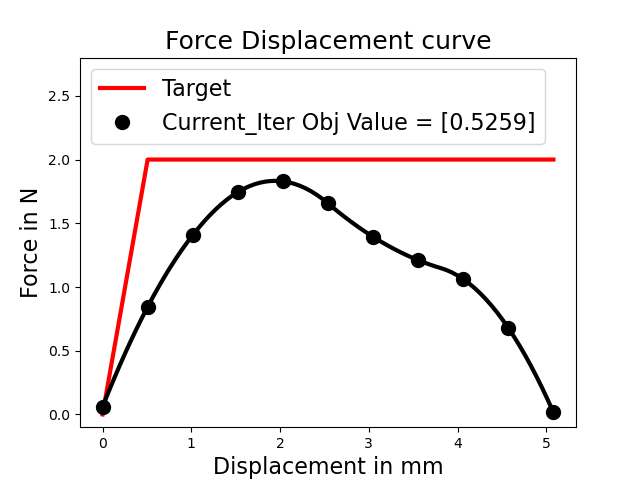 Force Displacement curve
Target
Current_Iter Obj Value = [0.5259]
Force in N
2.5
2.0
1.5
1.0
0.5
0.0
0 1 2 3 4 5
Displacement in mm